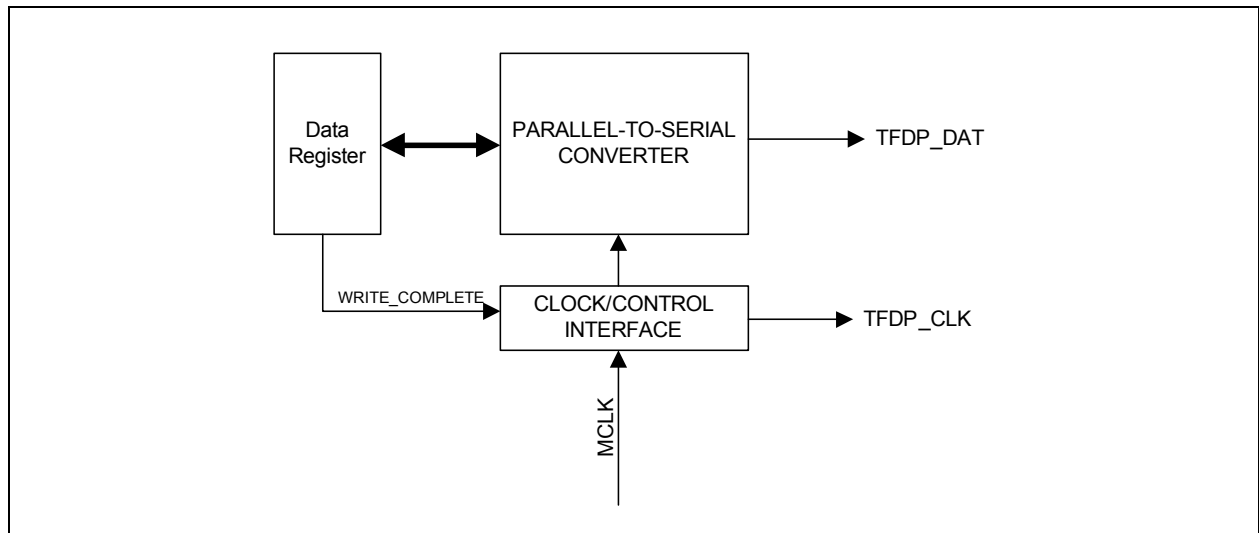 Data
Register
PARALLEL-TO-SERIAL
CONVERTER
TFDP_DAT
WRITE_COMPLETE
CLOCK/CONTROL
INTERFACE
TFDP_CLK
MCLK